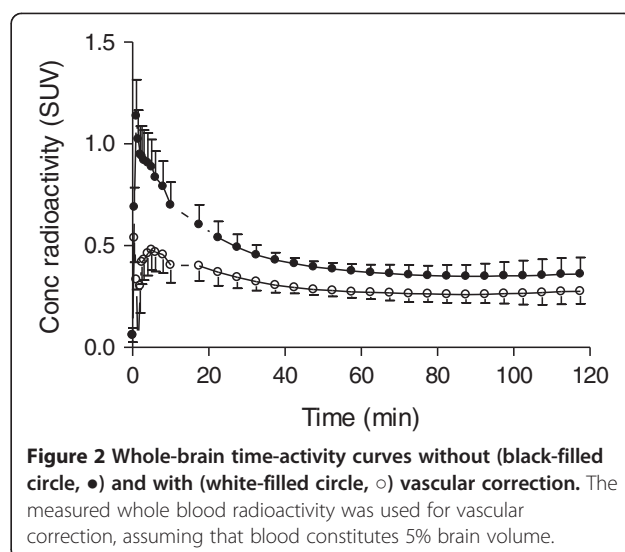 1.5
1.0
0.5
0.0
Conc radioactivity (SUV)
0 20 40 60 80 100 120
Time (min)
Figure 2 Whole-brain time-activity curves without (black-filled
circle, ●) and with (white-filled circle, ○) vascular correction. The
measured whole blood radioactivity was used for vascular
correction, assuming that blood constitutes 5% brain volume.